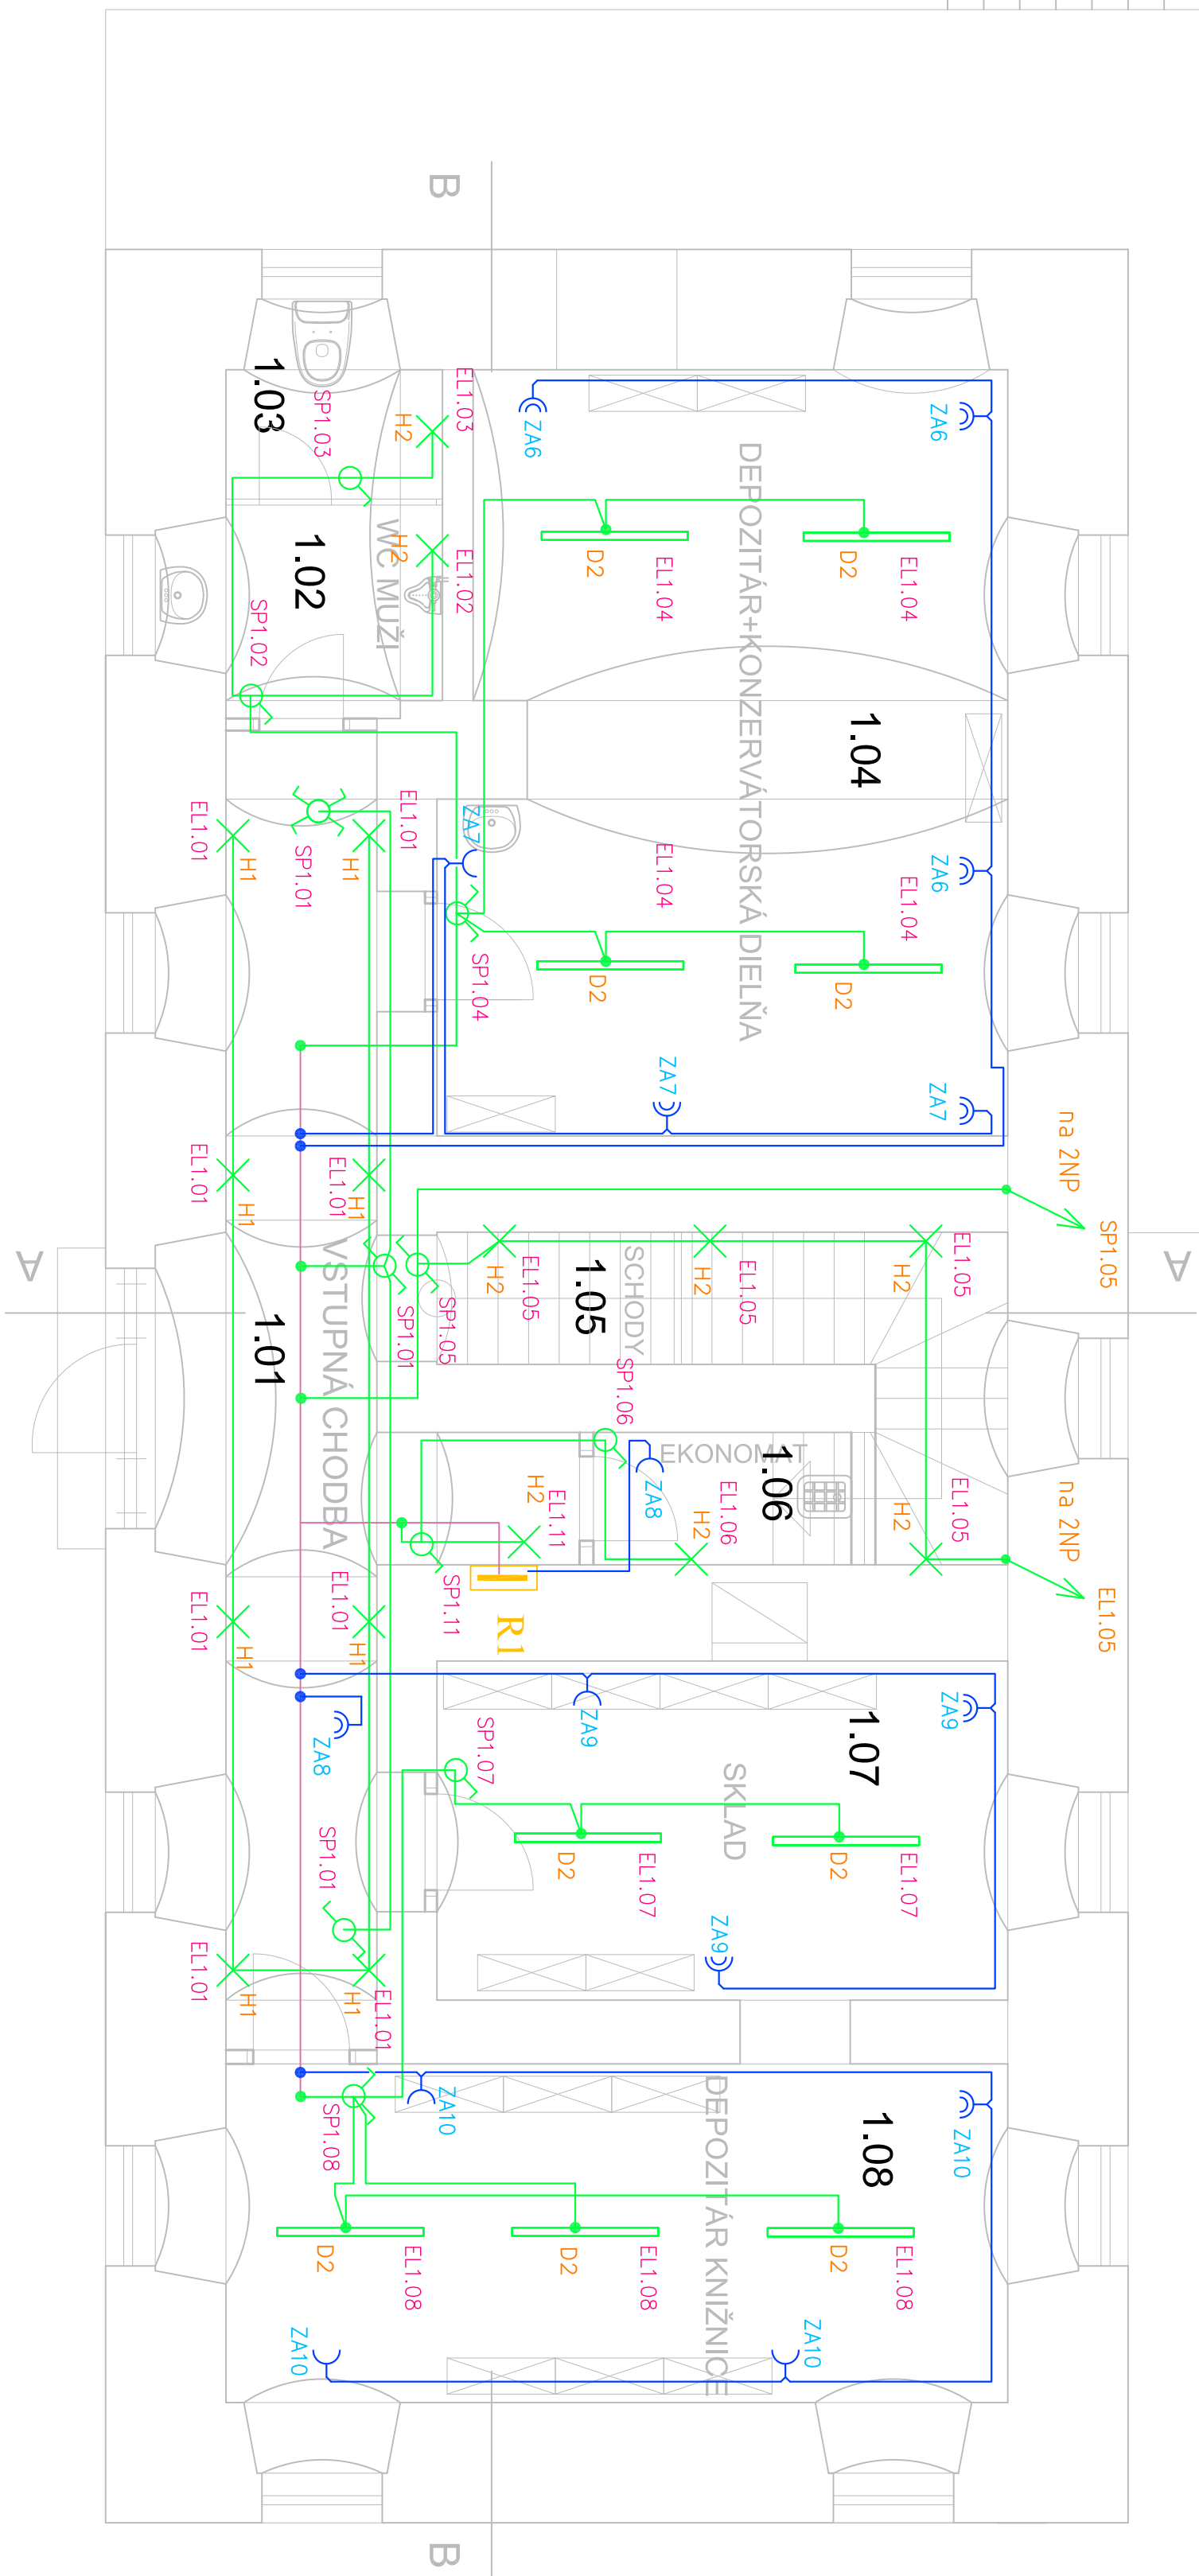 B
1.03
SP1.03
H2
EL1.03
1.02
WC MUŽI
H2
EL1.02
SP1.02
ZA6
ZA6
DEPOZITÁR+KONZERVÁTORSKÁ DIELŇA
D2
EL1.04
D2
EL1.04
1.04
EL1.01
H1
SP1.01
H1
EL1.01
ZA7
EL1.04
ZA6
EL1.04
SP1.04
D2
D2
ZA7
ZA7
na 2NP
SP1.05
EL1.01
H1
EL1.01
H1
A
A
VSTUPNÁ CHODBA
1.01
SP1.01
SP1.05
H2
EL1.05
1.05
SCHODY
H2
EL1.05
H2
EL1.05
SP1.06
EKONOMAT
1.06
H2
EL1.11
ZA8
H2
EL1.06
H2
EL1.05
na 2NP
EL1.05
SP1.11
R1
EL1.01
H1
EL1.01
H1
ZA8
ZA9
ZA9
1.07
SKLAD
SP1.07
D2
EL1.07
D2
EL1.07
SP1.01
ZA9
EL1.01
H1
H1
EL1.01
SP1.08
ZA10
DEPOZITÁR KNIŽNICE
1.08
ZA10
D2
EL1.08
D2
EL1.08
D2
EL1.08
ZA10
ZA10
B